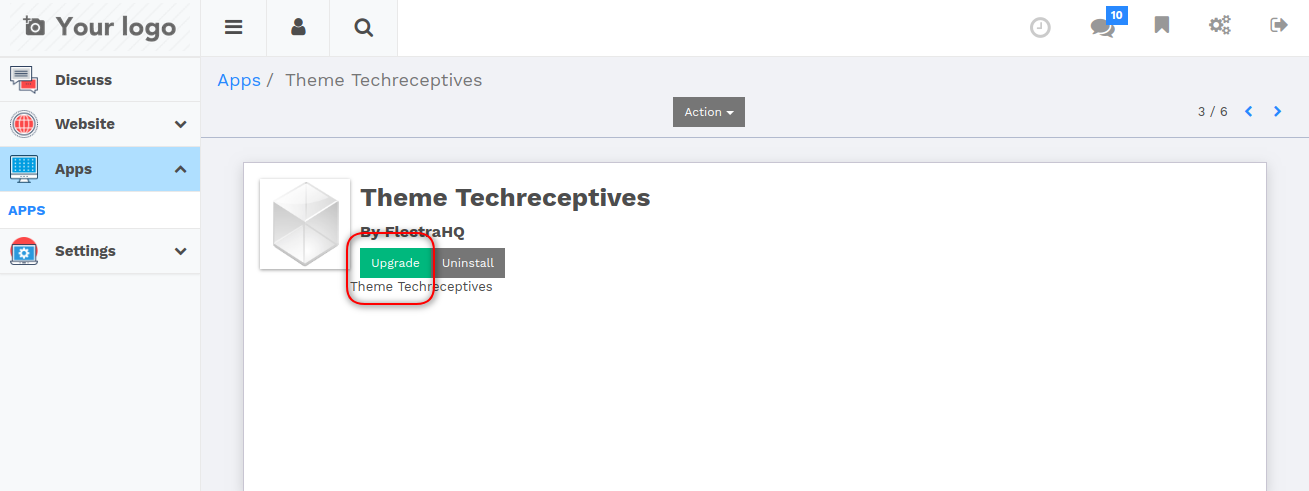 Your logo
10
Discuss
Website
Apps
APPS
Settings
Apps / Theme Techreceptives
Action
3 / 6
Theme Techreceptives
By FlectraHQ
Upgrade
Uninstall
Theme Techreceptives